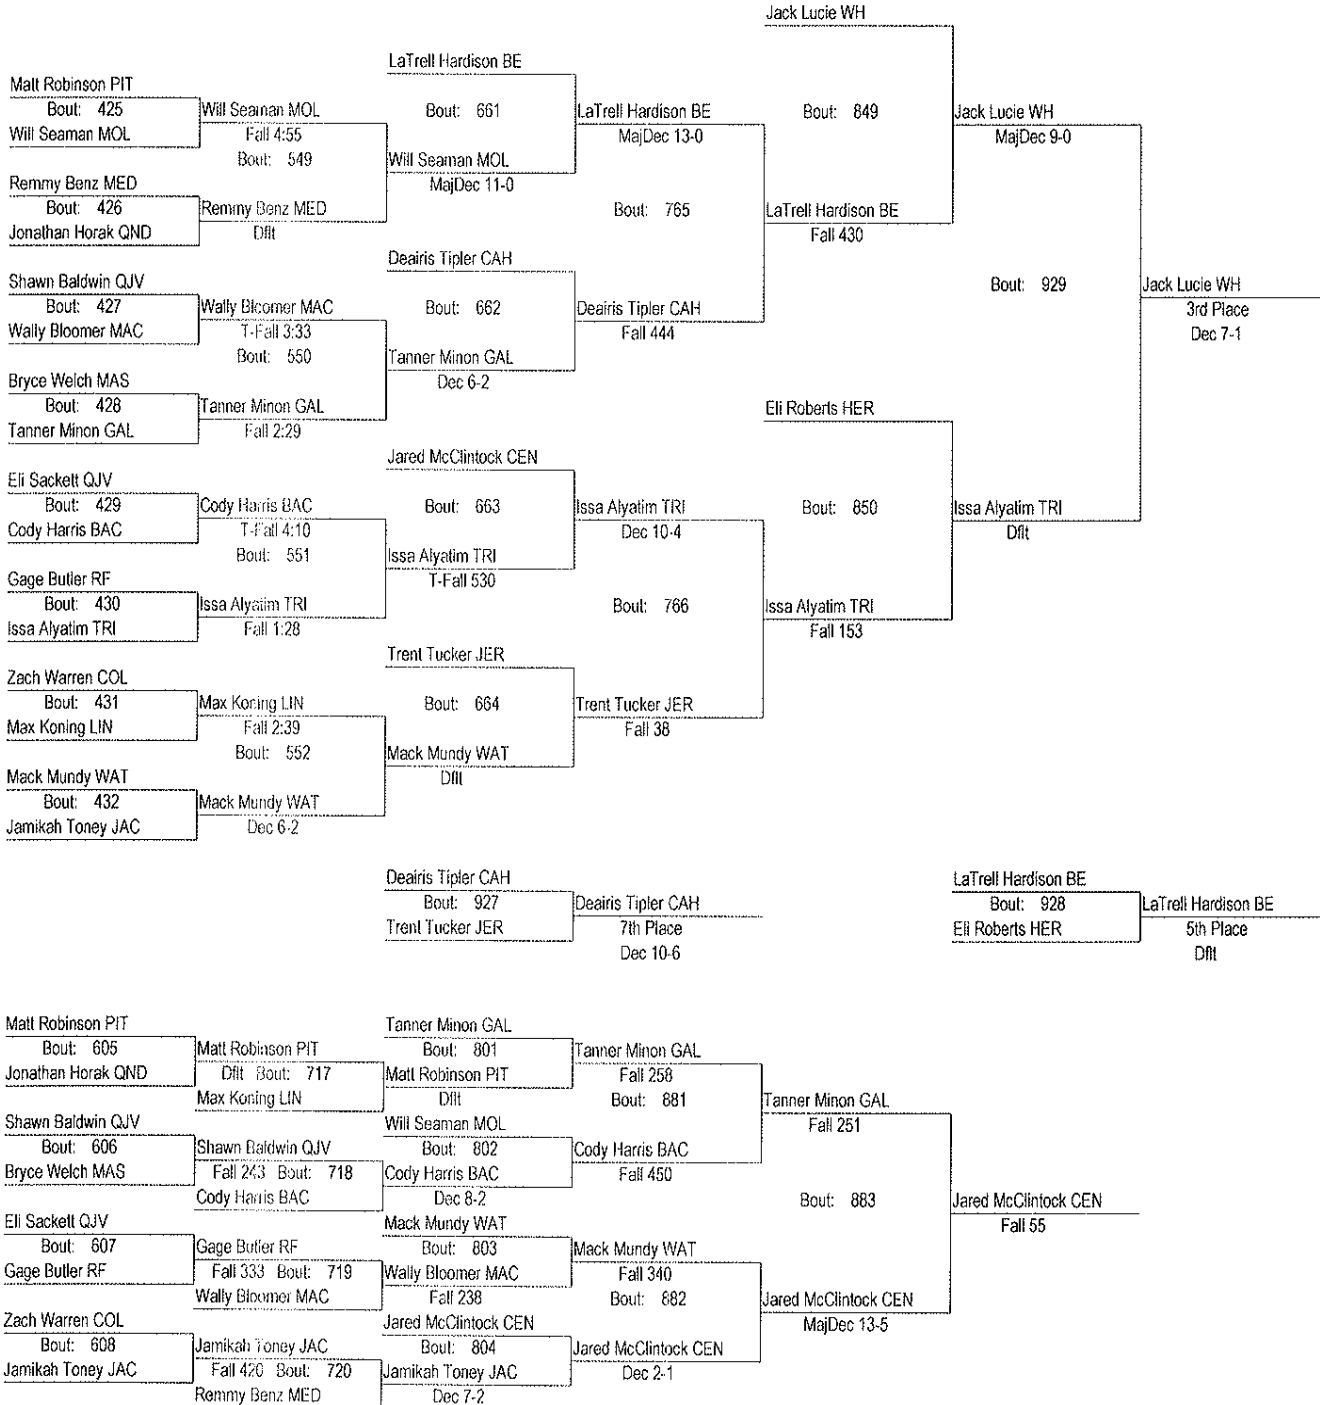 Jack Lucie WH
LaTrell Hardison BE
Matt Robinson PIT
Bout: 425
Will Seaman MOL
Bout: 661
LaTrell Hardison BE
Bout: 849
Jack Lucie WH
Will Seaman MOL
Fall 4:55
MajDec 13-0
MajDec 9-0
Bout: 549
Will Seaman MOL
Remmy Benz MED
MajDec 11-0
Bout: 426
Remmy Benz MED
Bout: 765
LaTrell Hardison BE
Jonathan Horak QND
Dflt
Fall 430
Deairis Tipler CAH
Shawn Baldwin QJV
Bout: 929
Jack Lucie WH
Bout: 427
Wally Bloomer MAC
Bout: 662
Deairis Tipler CAH
3rd Place
Wally Bloomer MAC
T-Fall 3:33
Fall 444
Dec 7-1
Bout: 550
Tanner Minon GAL
Bryce Welch MAS
Dec 6-2
Bout: 428
Tanner Minon GAL
Eli Roberts HER
Tanner Minon GAL
Fall 2:29
Jared McClintock CEN
Eli Sackett QJV
Bout: 429
Cody Harris BAC
Bout: 663
Issa Alyatim TRI
Bout: 850
Issa Alyatim TRI
Cody Harris BAC
T-Fall 4:10
Dec 10-4
Dflt
Bout: 551
Issa Alyatim TRI
Gage Butler RF
T-Fall 530
Bout: 430
Issa Alyatim TRI
Bout: 766
Issa Alyatim TRI
Issa Alyatim TRI
Fall 1:28
Fall 153
Trent Tucker JER
Zach Warren COL
Bout: 431
Max Koning LIN
Bout: 664
Trent Tucker JER
Max Koning LIN
Fall 2:39
Fall 38
Bout: 552
Mack Mundy WAT
Mack Mundy WAT
Dflt
Bout: 432
Mack Mundy WAT
Jamikah Toney JAC
Dec 6-2
Deairis Tipler CAH
LaTrell Hardison BE
Bout: 927
Deairis Tipler CAH
Bout: 928
LaTrell Hardison BE
Trent Tucker JER
7th Place
Eli Roberts HER
5th Place
Dec 10-6
Dflt
Matt Robinson PIT
Tanner Minon GAL
Bout: 605
Matt Robinson PIT
Bout: 801
Tanner Minon GAL
Jonathan Horak QND
Dflt Bout: 717
Matt Robinson PIT
Fall 258
Max Koning LIN
Dflt
Bout: 881
Tanner Minon GAL
Shawn Baldwin QJV
Will Seaman MOL
Fall 251
Bout: 606
Shawn Baldwin QJV
Bout: 802
Cody Harris BAC
Bryce Welch MAS
Fall 243 Bout: 718
Cody Harris BAC
Fall 450
Cody Harris BAC
Dec 8-2
Bout: 883
Jared McClintock CEN
Eli Sackett QJV
Mack Mundy WAT
Fall 55
Bout: 607
Gage Butler RF
Bout: 803
Mack Mundy WAT
Gage Butler RF
Fall 333 Bout: 719
Wally Bloomer MAC
Fall 340
Wally Bloomer MAC
Fall 238
Bout: 882
Jared McClintock CEN
Zach Warren COL
Jared McClintock CEN
MajDec 13-5
Bout: 608
Jamikah Toney JAC
Bout: 804
Jared McClintock CEN
Jamikah Toney JAC
Fall 420 Bout: 720
Jamikah Toney JAC
Dec 2-1
Remmy Benz MED
Dec 7-2